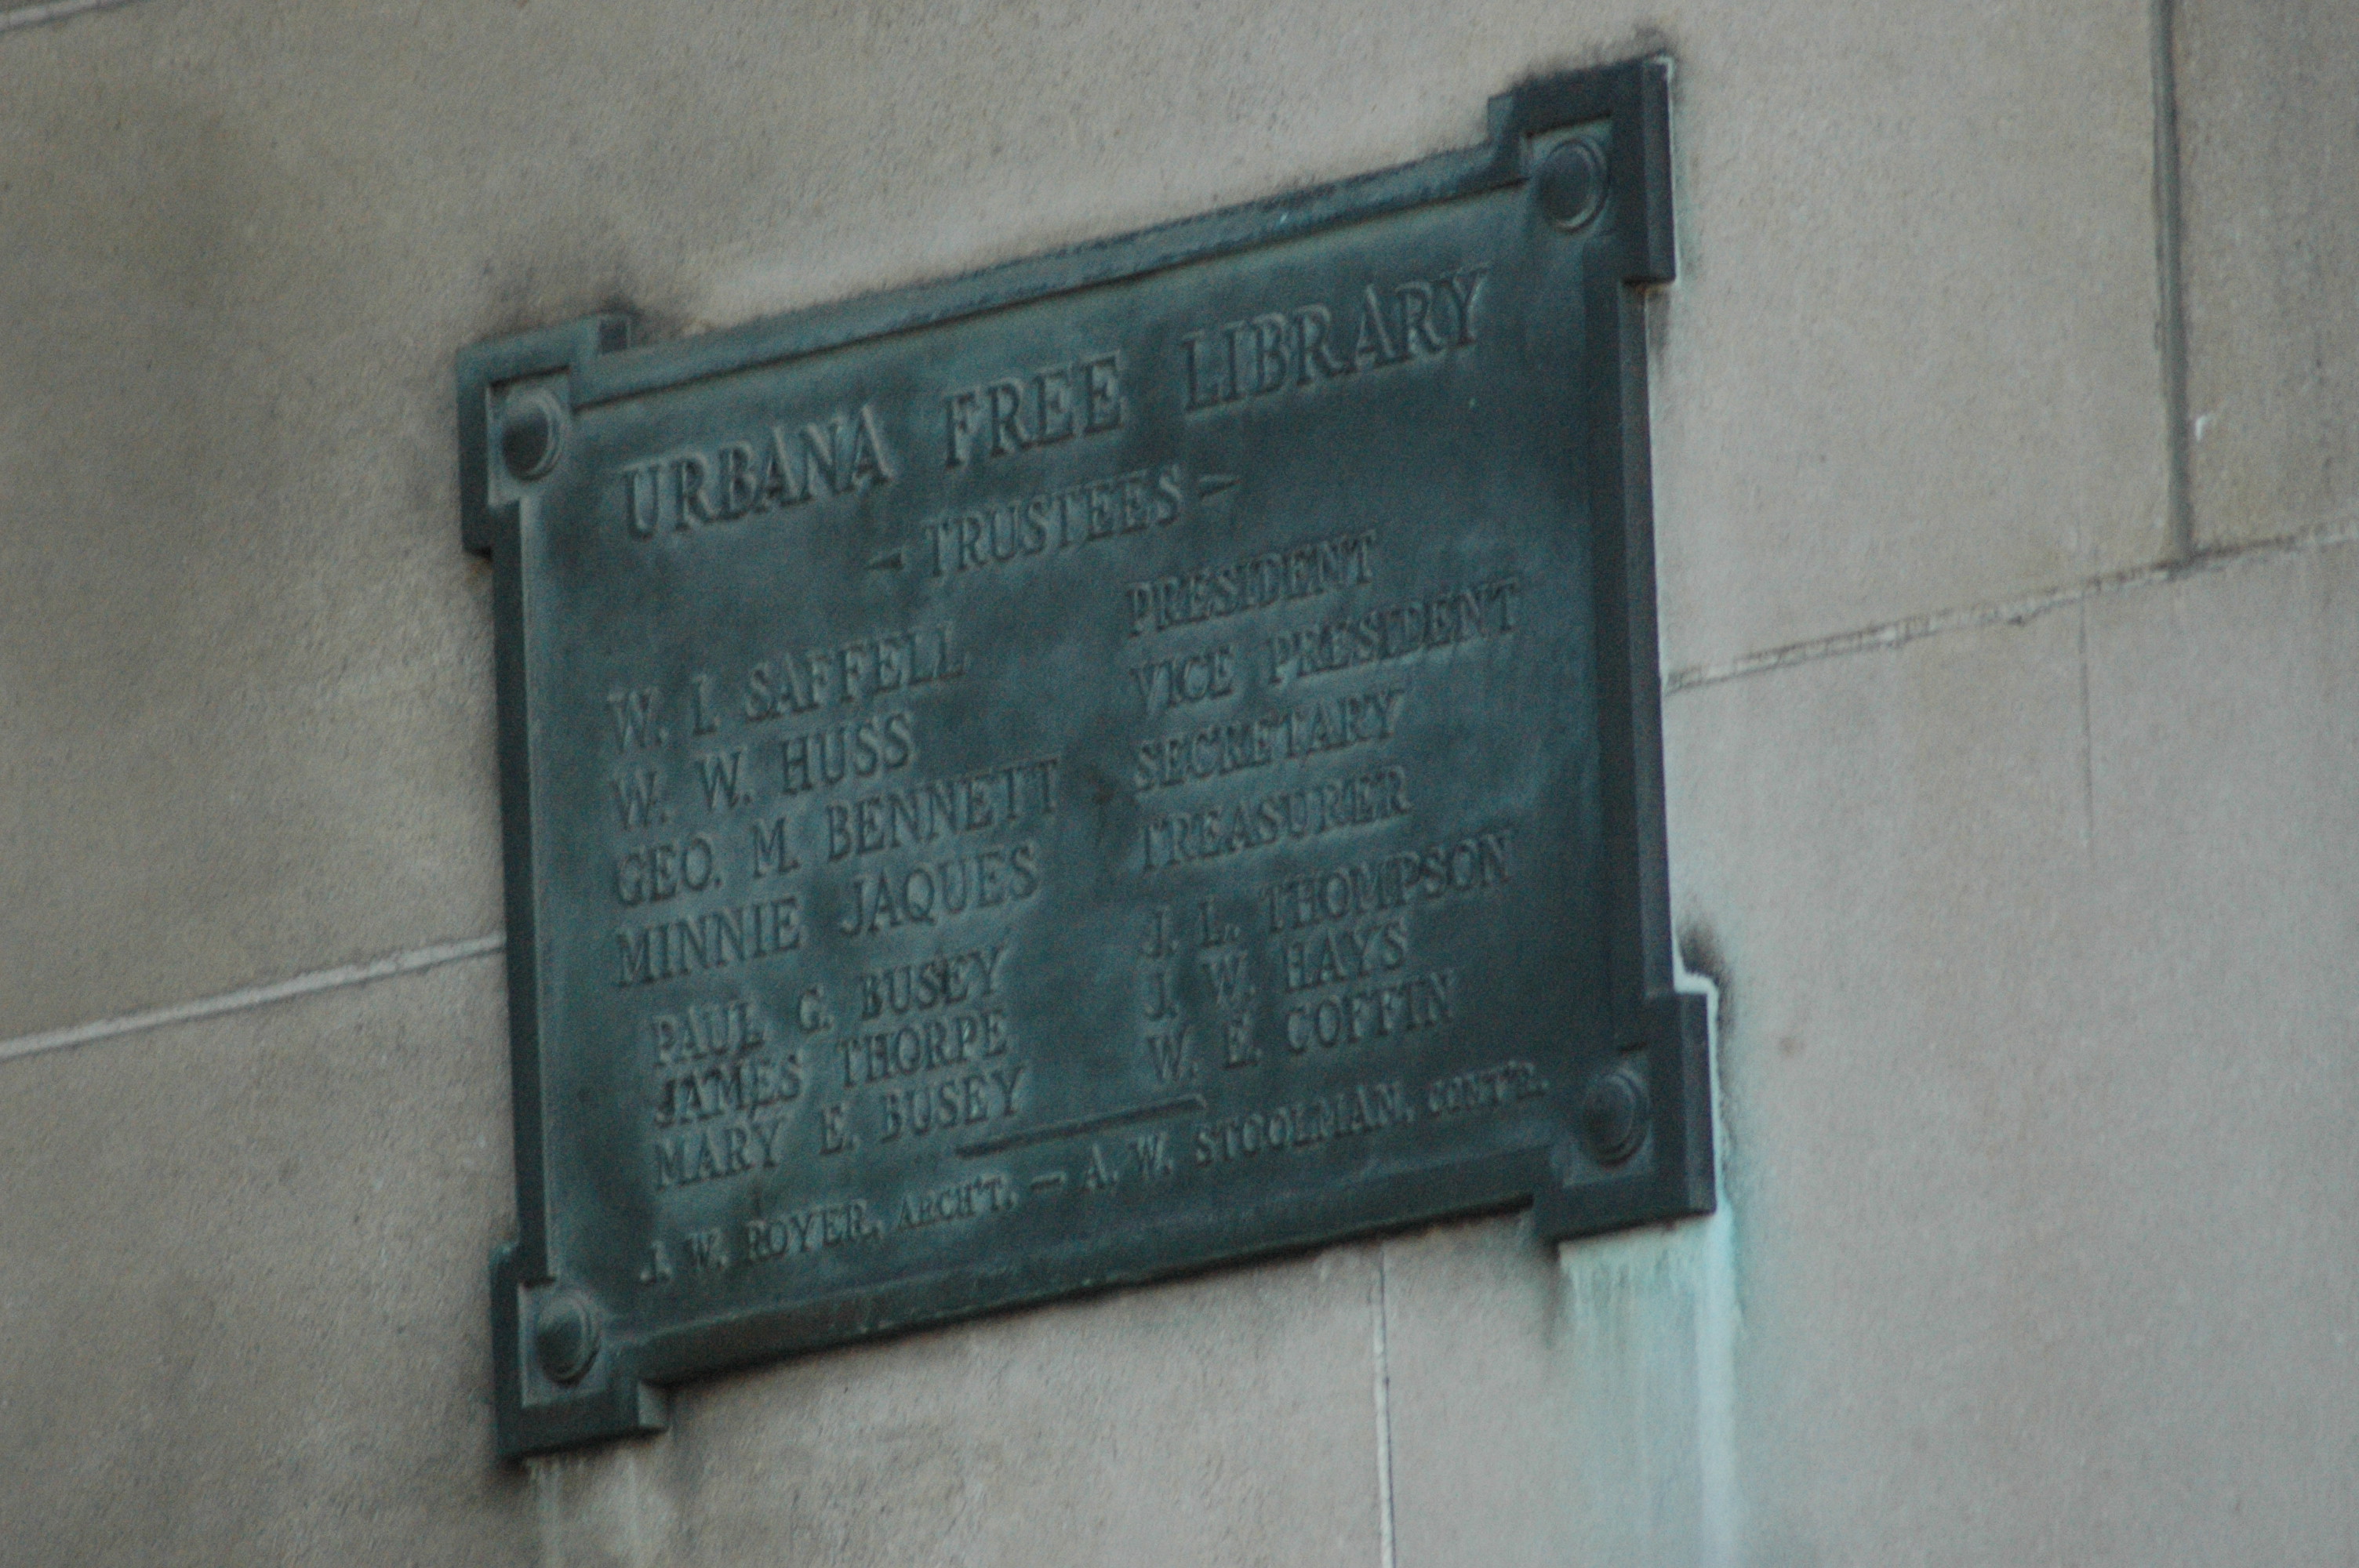 URBANA FREE LIBRARY
- TRUSTEES -
W. I. SAFFELL PRESIDENT
W. W. HUSS VICE PRESIDENT
GEO. M. BENNETT SECRETARY
MINNIE JAQUES TREASURER
PAUL G. BUSEY J. L. THOMPSON
JAMES THORPE J. W. HAYS
MARY E. BUSEY W. E. COFFIN
J. W. ROYER, ARCH'T. — A. W. STOOLMAN, CONT'R.